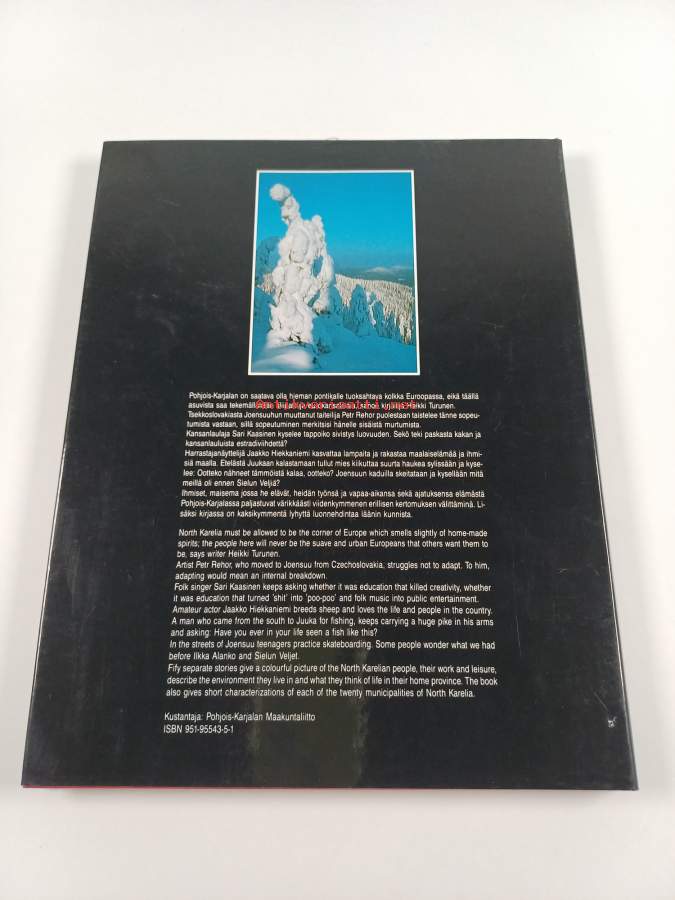 Pohjois-Karjalan on saatava olla hieman pontikalle tuoksahtava kolkka Euroopassa, eikä täällä
asuvista saa tekemällä kirjailija Heikki Turunen.
Antikvariaatti.net
Tsekkoslovakiasta Joensuuhun muuttanut taiteilija Petr Rehor puolestaan taistelee tänne sopeu-
tumista vastaan, sillä sopeutuminen merkitsisi hänelle sisäistä murtumista.
Kansanlaulaja Sari Kaasinen kyselee tappoiko sivistys luovuuden. Sekö teki paskasta kakan ja
kansanlauluista estradiviihdettä?
Harrastajanäyttelijä Jaakko Hiekkaniemi kasvattaa lampaita ja rakastaa maalaiselämää ja ihmi-
siä maalla. Etelästä Juukaan kalastamaan tullut mies kiikuttaa suurta haukea sylissään ja kyse-
lee: Ootteko nähneet tämmöistä kalaa, ootteko? Joensuun kaduilla skeitataan ja kysellään mitä
meillä oli ennen Sielun Veljiä?
Ihmiset, maisema jossa he elävät, heidän työnsä ja vapaa-aikansa sekä ajatuksensa elämästä
Pohjois-Karjalassa paljastuvat värikkäästi viidenkymmenen erillisen kertomuksen välittäminä. Li-
säksi kirjassa on kaksikymmentä lyhyttä luonnehdintaa läänin kunnista.
North Karelia must be allowed to be the corner of Europe which smells slightly of home-made
spirits; the people here will never be the suave and urban Europeans that others want them to
be, says writer Heikki Turunen.
Artist Petr Rehor, who moved to Joensuu from Czechoslovakia, struggles not to adapt. To him,
adapting would mean an internal breakdown.
Folk singer Sari Kaasinen keeps asking whether it was education that killed creativity, whether
it was education that turned 'shit' into 'poo-poo' and folk music into public entertainment.
Amateur actor Jaakko Hiekkaniemi breeds sheep and loves the life and people in the country.
A man who came from the south to Juuka for fishing, keeps carrying a huge pike in his arms
and asking: Have you ever in your life seen a fish like this?
In the streets of Joensuu teenagers practice skateboarding. Some people wonder what we had
before Ilkka Alanko and Sielun Veljet.
Fify separate stories give a colourful picture of the North Karelian people, their work and leisure,
describe the environment they live in and what they think of life in their home province. The book
also gives short characterizations of each of the twenty municipalities of North Karelia.
Kustantaja: Pohjois-Karjalan Maakuntaliitto
ISBN 951-95543-5-1